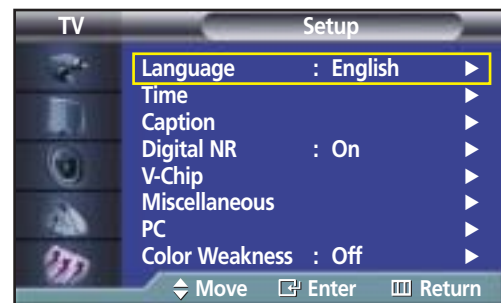 TV Setup
Language : English
Time
Caption
Digital NR : On
V-Chip
Miscellaneous
PC
Color Weakness : Off
Move Enter Return